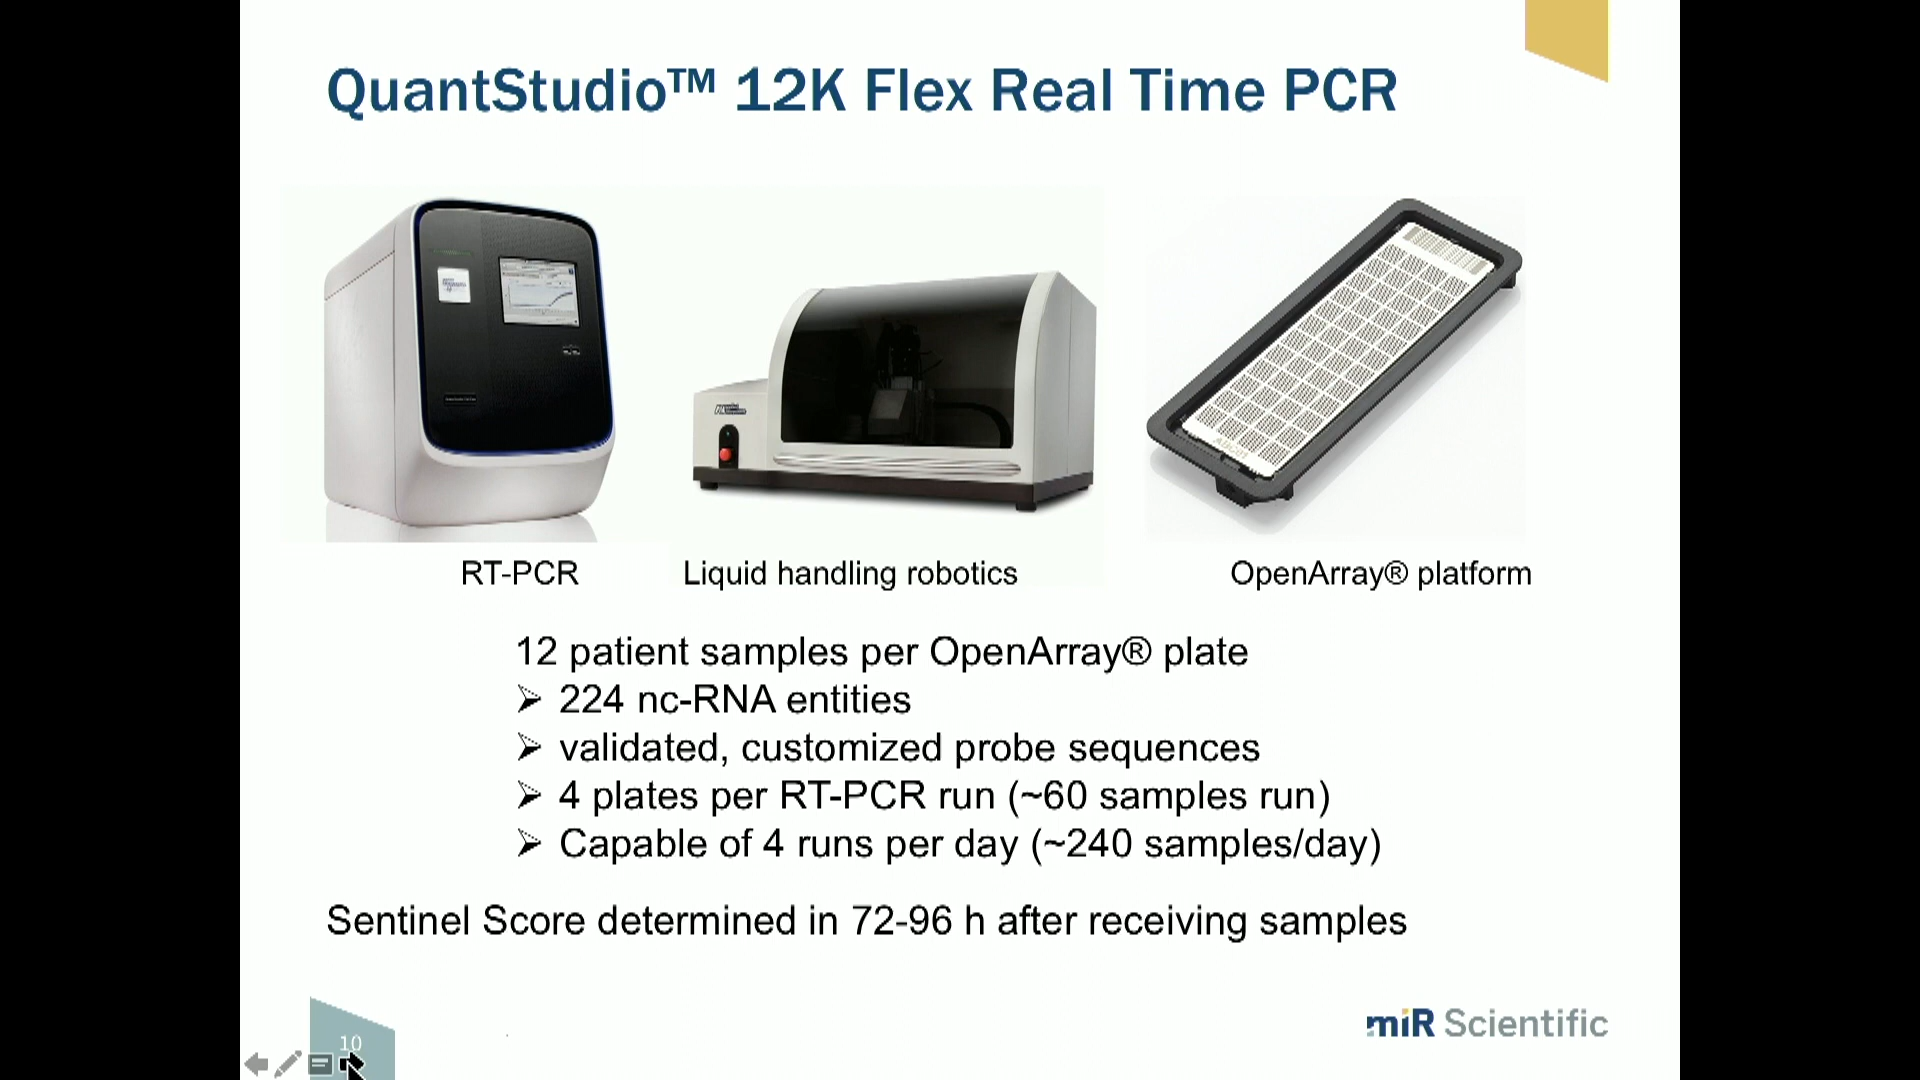 QuantStudio™ 12K Flex Real Time PCR
RT-PCR
Liquid handling robotics
OpenArray® platform
12 patient samples per OpenArray® plate
➢ 224 nc-RNA entities
➢ validated, customized probe sequences
➢ 4 plates per RT-PCR run (~60 samples run)
➢ Capable of 4 runs per day (~240 samples/day)
Sentinel Score determined in 72-96 h after receiving samples
10
miR Scientific